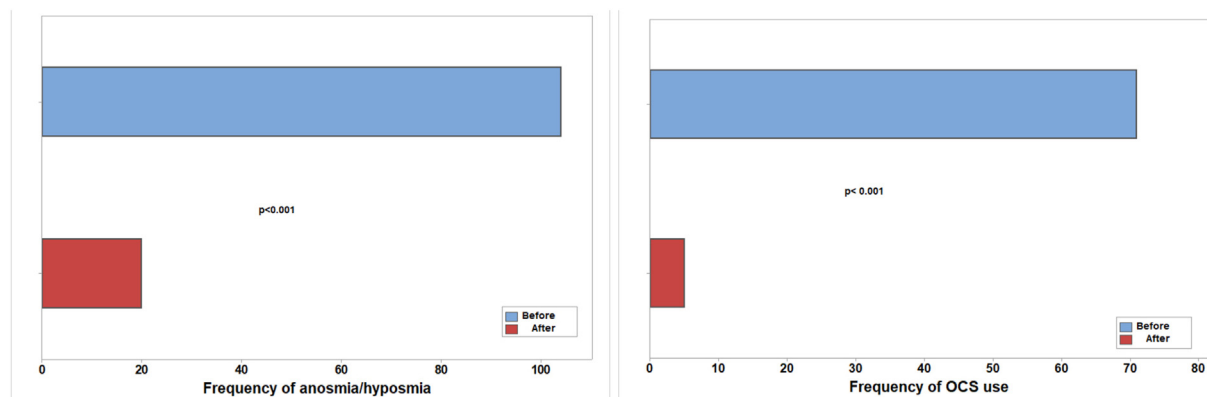 p<0.001
Before
After
0 20 40 60 80 100
Frequency of anosmia/hyposmia
p< 0.001
Before
After
0 10 20 30 40 50 60 70 80
Frequency of OCS use